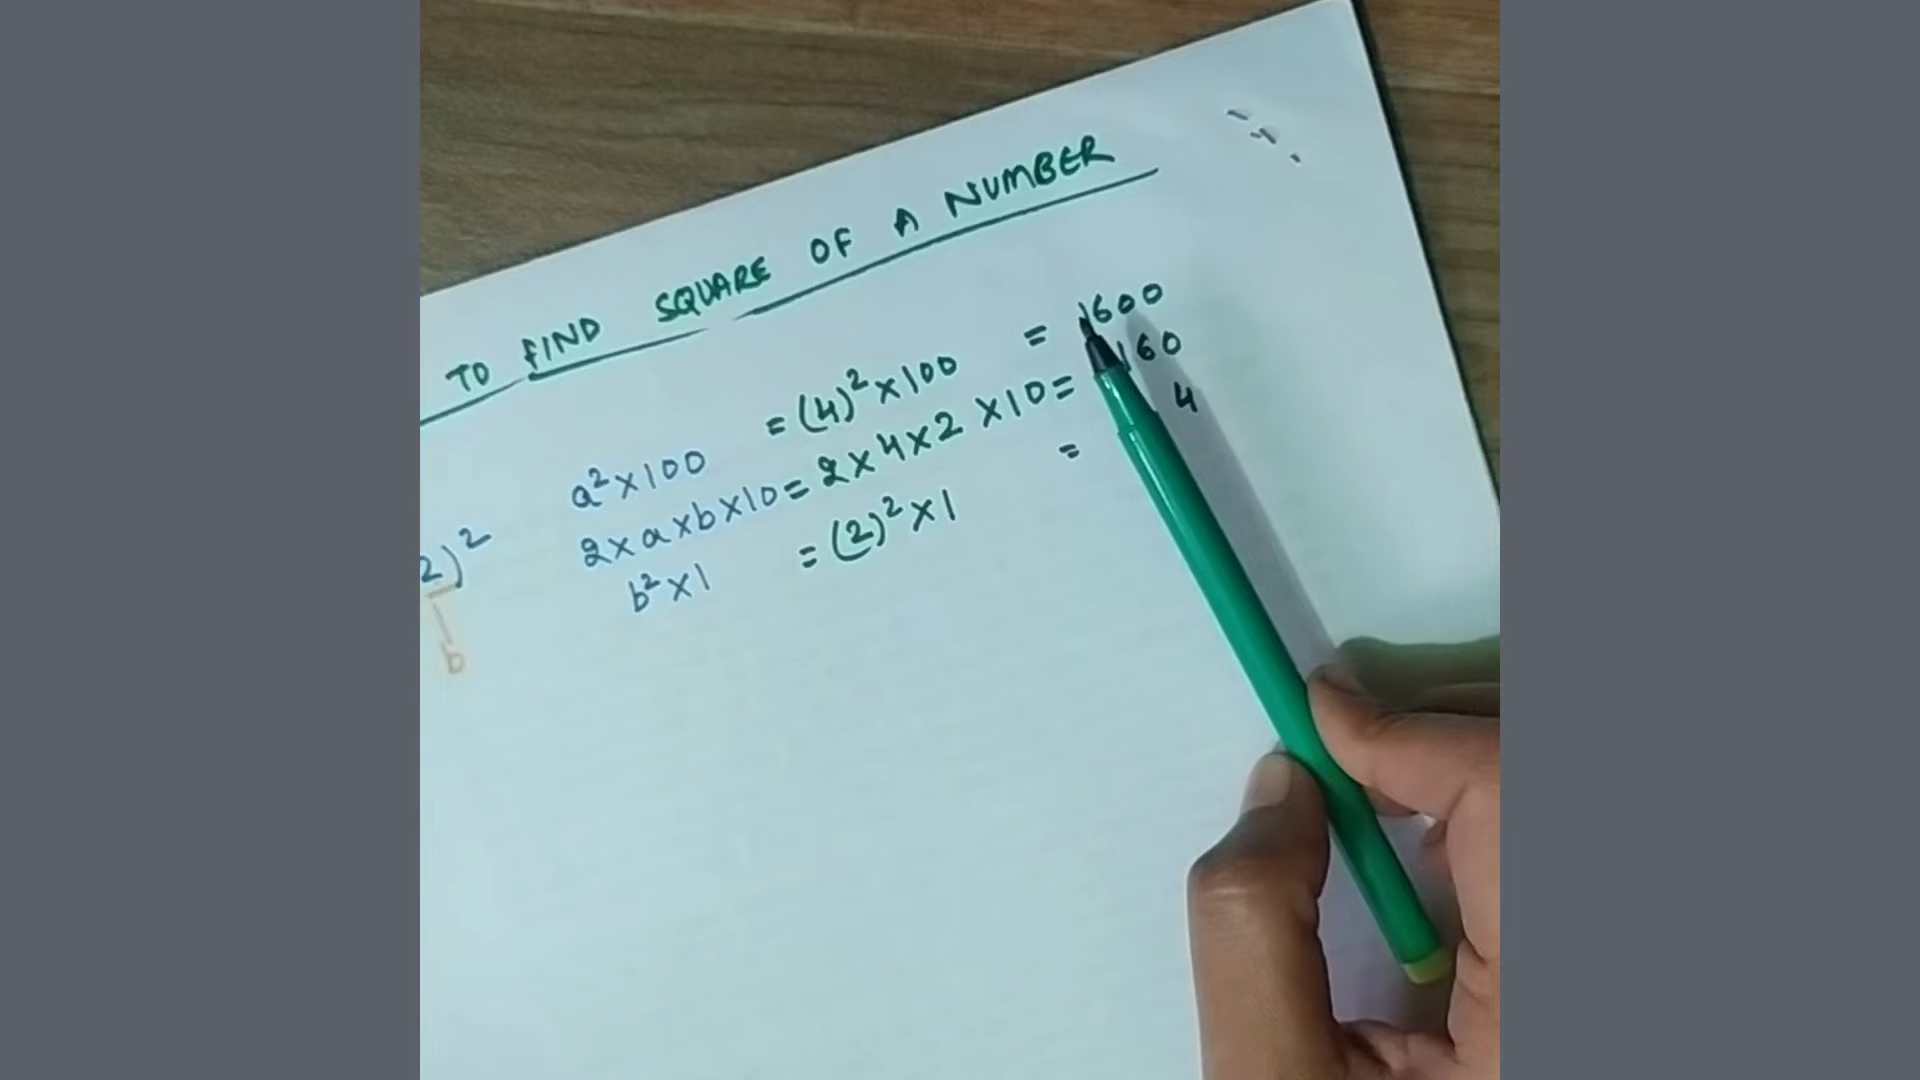 TO FIND SQUARE OF A NUMBER
a²×100 = (4)²×100 = 1600
2×a×b×10 = 2×4×2×10 = 160
b²×1 = (2)²×1 = 4
2)²
b